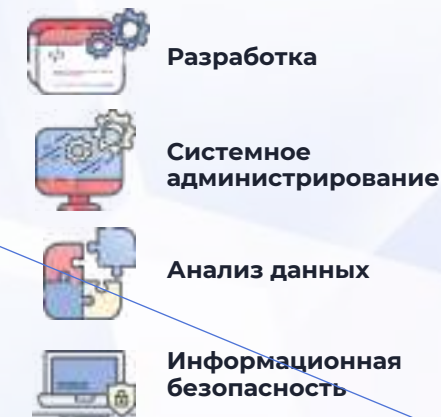 Разработка
Системное
администрирование
Анализ данных
Информационная
безопасность